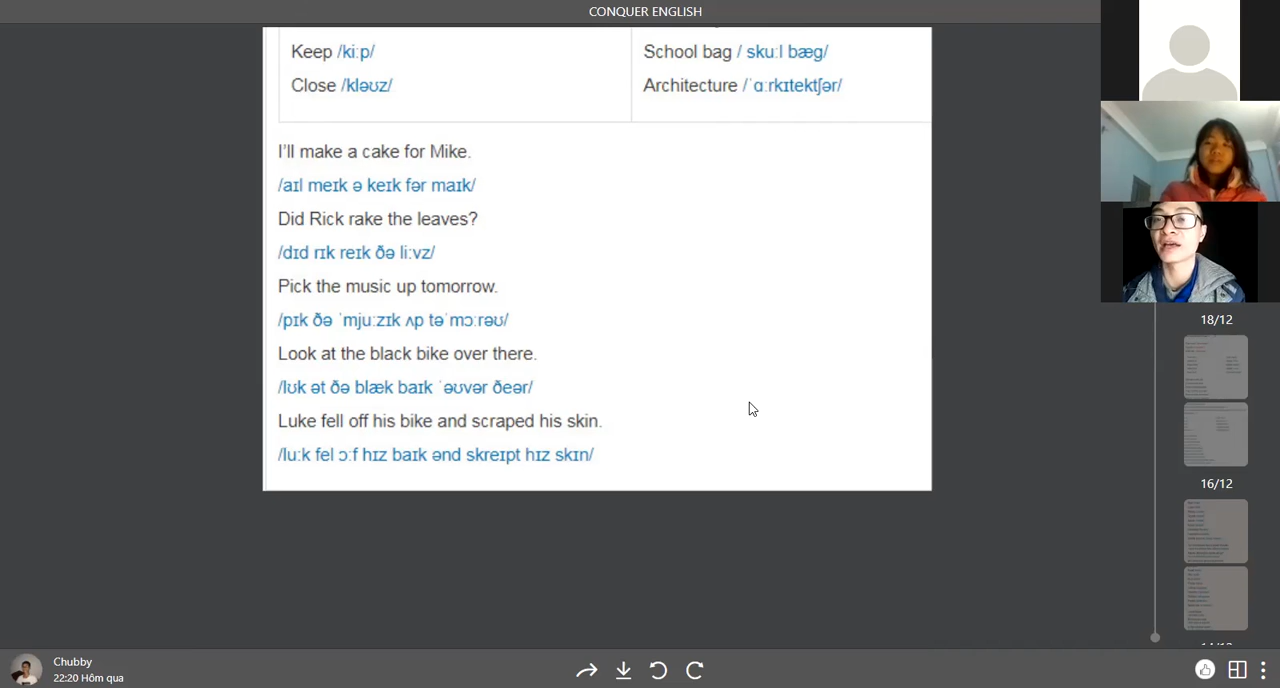 CONQUER ENGLISH
Keep /kiːp/
School bag / skuːl bæg/
Close /kləʊz/
Architecture /ˈɑːrkɪtektʃər/
I'll make a cake for Mike.
/aɪl meɪk ə keɪk fər maɪk/
Did Rick rake the leaves?
/dɪd rɪk reɪk ðə liːvz/
Pick the music up tomorrow.
/pɪk ðə ˈmjuːzɪk ʌp təˈmɔːrəʊ/
Look at the black bike over there.
/lʊk ət ðə blæk baɪk ˈəʊvər ðeər/
Luke fell off his bike and scraped his skin.
/luːk fel ɔːf hɪz baɪk ənd skreɪpt hɪz skɪn/
18/12
16/12
Chubby
22:20 Hôm qua